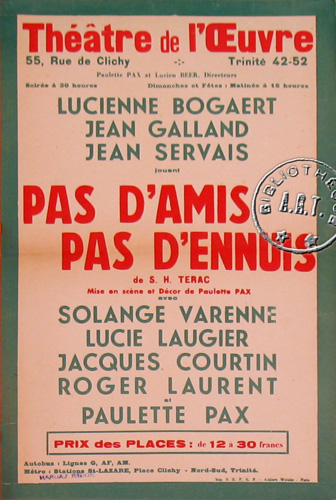 Théâtre de l'Œuvre
55, Rue de Clichy -:- Trinité 42-52
Paulette PAX et Lucien BEER, Directeurs
Soirée à 20 heures Dimanches et Fêtes : Matinée à 15 heures
LUCIENNE BOGAERT
JEAN GALLAND
JEAN SERVAIS
jouent
PAS D'AMIS
PAS D'ENNUIS
de S. H. TERAC
Mise en scène et Décor de Paulette PAX
avec
SOLANGE VARENNE
LUCIE LAUGIER
JACQUES COURTIN
ROGER LAURENT
et
PAULETTE PAX
PRIX des PLACES : de 12 à 30 francs
Autobus : Lignes G, AF, AM.
Métro : Stations St-LAZARE, Place Clichy - Nord-Sud, Trinité.
BIBLIOTHÈ
A.R.T.